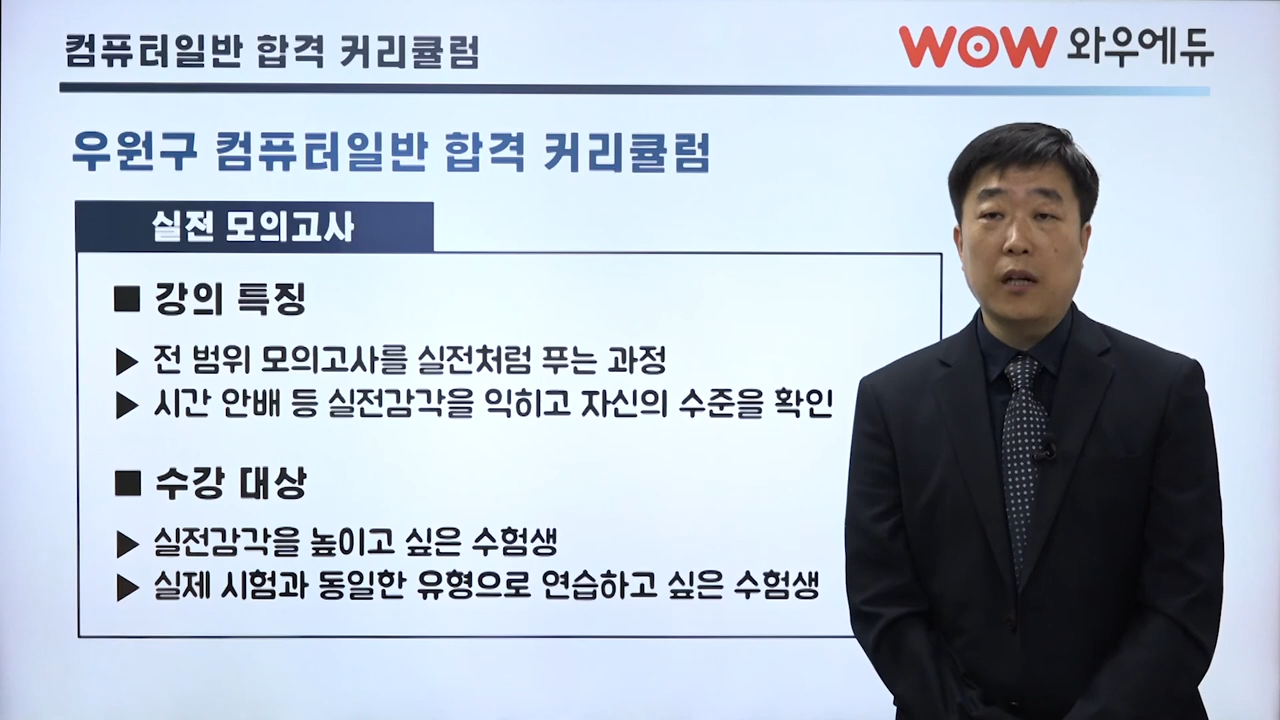 컴퓨터일반 합격 커리큘럼
WOW 와우에듀
우원구 컴퓨터일반 합격 커리큘럼
실전 모의고사
■ 강의 특징
▶ 전 범위 모의고사를 실전처럼 푸는 과정
▶ 시간 안배 등 실전감각을 익히고 자신의 수준을 확인
■ 수강 대상
▶ 실전감각을 높이고 싶은 수험생
▶ 실제 시험과 동일한 유형으로 연습하고 싶은 수험생